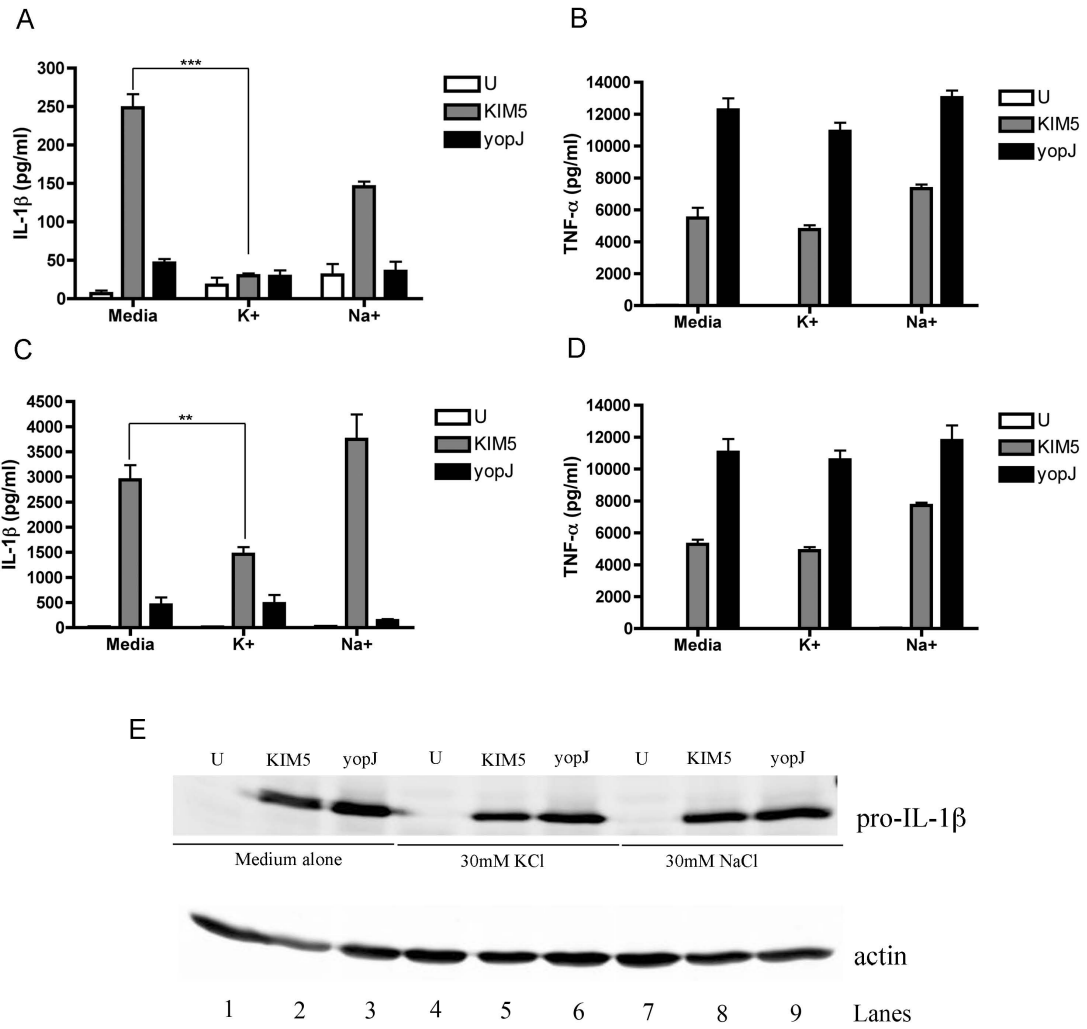 A
300
250
200
150
100
50
0
IL-1β (pg/ml)
***
Media
K+
Na+
U
KIM5
yopJ
B
14000
12000
10000
8000
6000
4000
2000
0
TNF-α (pg/ml)
Media
K+
Na+
U
KIM5
yopJ
C
4500
4000
3500
3000
2500
2000
1500
1000
500
0
IL-1β (pg/ml)
**
Media
K+
Na+
U
KIM5
yopJ
D
14000
12000
10000
8000
6000
4000
2000
0
TNF-α (pg/ml)
Media
K+
Na+
U
KIM5
yopJ
E
U KIM5 yopJ U KIM5 yopJ U KIM5 yopJ
pro-IL-1β
Medium alone 30mM KCl 30mM NaCl
actin
1 2 3 4 5 6 7 8 9 Lanes